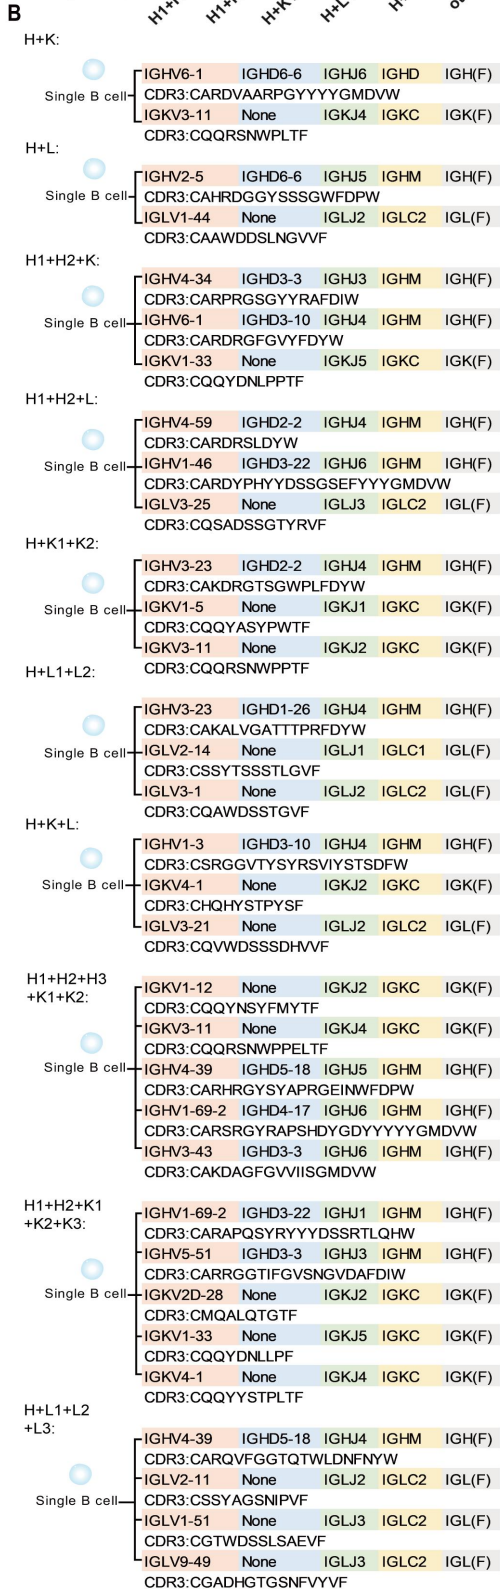 B
H+K:
IGHV6-1 IGHD6-6 IGHJ6 IGHD IGH(F)
Single B cell
CDR3:CARDVAARPGYYYYGMDVW
IGKV3-11 None IGKJ4 IGKC IGK(F)
CDR3:CQQRSNWPLTF
H+L:
IGHV2-5 IGHD6-6 IGHJ5 IGHM IGH(F)
Single B cell
CDR3:CAHRDGGYSSSGWFDPW
IGLV1-44 None IGLJ2 IGLC2 IGL(F)
CDR3:CAAWDDSLNGVVF
H1+H2+K:
IGHV4-34 IGHD3-3 IGHJ3 IGHM IGH(F)
CDR3:CARPRGSGYYRAFDIW
Single B cell
IGHV6-1 IGHD3-10 IGHJ4 IGHM IGH(F)
CDR3:CARDRGFGVYFDYW
IGKV1-33 None IGKJ5 IGKC IGK(F)
CDR3:CQQYDNLPPTF
H1+H2+L:
IGHV4-59 IGHD2-2 IGHJ4 IGHM IGH(F)
CDR3:CARDRSLDYW
Single B cell
IGHV1-46 IGHD3-22 IGHJ6 IGHM IGH(F)
CDR3:CARDYPHYYDSSGSEFYYYGMDVW
IGLV3-25 None IGLJ3 IGLC2 IGL(F)
CDR3:CQSADSSGTYRVF
H+K1+K2:
IGHV3-23 IGHD2-2 IGHJ4 IGHM IGH(F)
CDR3:CAKDRGTSGWPLFDYW
Single B cell
IGKV1-5 None IGKJ1 IGKC IGK(F)
CDR3:CQQYASYPWTF
IGKV3-11 None IGKJ2 IGKC IGK(F)
CDR3:CQQRSNWPPTF
H+L1+L2:
IGHV3-23 IGHD1-26 IGHJ4 IGHM IGH(F)
CDR3:CAKALVGATTTPRFDYW
Single B cell
IGLV2-14 None IGLJ1 IGLC1 IGL(F)
CDR3:CSSYTSSSTLGVF
IGLV3-1 None IGLJ2 IGLC2 IGL(F)
CDR3:CQAWDSSTGVF
H+K+L:
IGHV1-3 IGHD3-10 IGHJ4 IGHM IGH(F)
CDR3:CSRGGVTYSYRSVIYSTSDFW
Single B cell
IGKV4-1 None IGKJ2 IGKC IGK(F)
CDR3:CHQHYSTPYSF
IGLV3-21 None IGLJ2 IGLC2 IGL(F)
CDR3:CQVWDSSSDHVVF
H1+H2+H3
+K1+K2:
IGKV1-12 None IGKJ2 IGKC IGK(F)
CDR3:CQQYNSYFMYTF
IGKV3-11 None IGKJ4 IGKC IGK(F)
CDR3:CQQRSNWPPELTF
Single B cell
IGHV4-39 IGHD5-18 IGHJ5 IGHM IGH(F)
CDR3:CARHRGYSYAPRGEINWFDPW
IGHV1-69-2 IGHD4-17 IGHJ6 IGHM IGH(F)
CDR3:CARSRGYRAPSHDYGDYYYYYGMDVW
IGHV3-43 IGHD3-3 IGHJ6 IGHM IGH(F)
CDR3:CAKDAGFGVVIISGMDVW
H1+H2+K1
+K2+K3:
IGHV1-69-2 IGHD3-22 IGHJ1 IGHM IGH(F)
CDR3:CARAPQSYRYYYDSSRTLQHW
IGHV5-51 IGHD3-3 IGHJ3 IGHM IGH(F)
CDR3:CARRGGTIFGVSNGVDAFDIW
Single B cell
IGKV2D-28 None IGKJ2 IGKC IGK(F)
CDR3:CMQALQTGTF
IGKV1-33 None IGKJ5 IGKC IGK(F)
CDR3:CQQYDNLLPF
IGKV4-1 None IGKJ4 IGKC IGK(F)
CDR3:CQQYYSTPLTF
H+L1+L2
+L3:
IGHV4-39 IGHD5-18 IGHJ4 IGHM IGH(F)
CDR3:CARQVFGGTQTWLDNFNYW
IGLV2-11 None IGLJ2 IGLC2 IGL(F)
Single B cell
CDR3:CSSYAGSNIPVF
IGLV1-51 None IGLJ3 IGLC2 IGL(F)
CDR3:CGTWDSSLSAEVF
IGLV9-49 None IGLJ3 IGLC2 IGL(F)
CDR3:CGADHGTGSNFVYVF